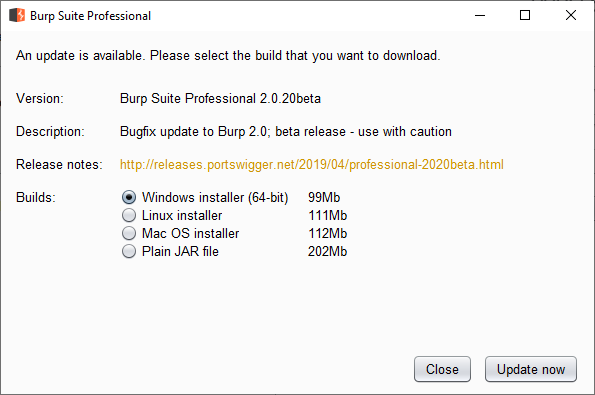 Burp Suite Professional
An update is available. Please select the build that you want to download.
Version: Burp Suite Professional 2.0.20beta
Description: Bugfix update to Burp 2.0; beta release - use with caution
Release notes: http://releases.portswigger.net/2019/04/professional-2020beta.html
Builds: Windows installer (64-bit) 99Mb
Linux installer 111Mb
Mac OS installer 112Mb
Plain JAR file 202Mb
Close Update now